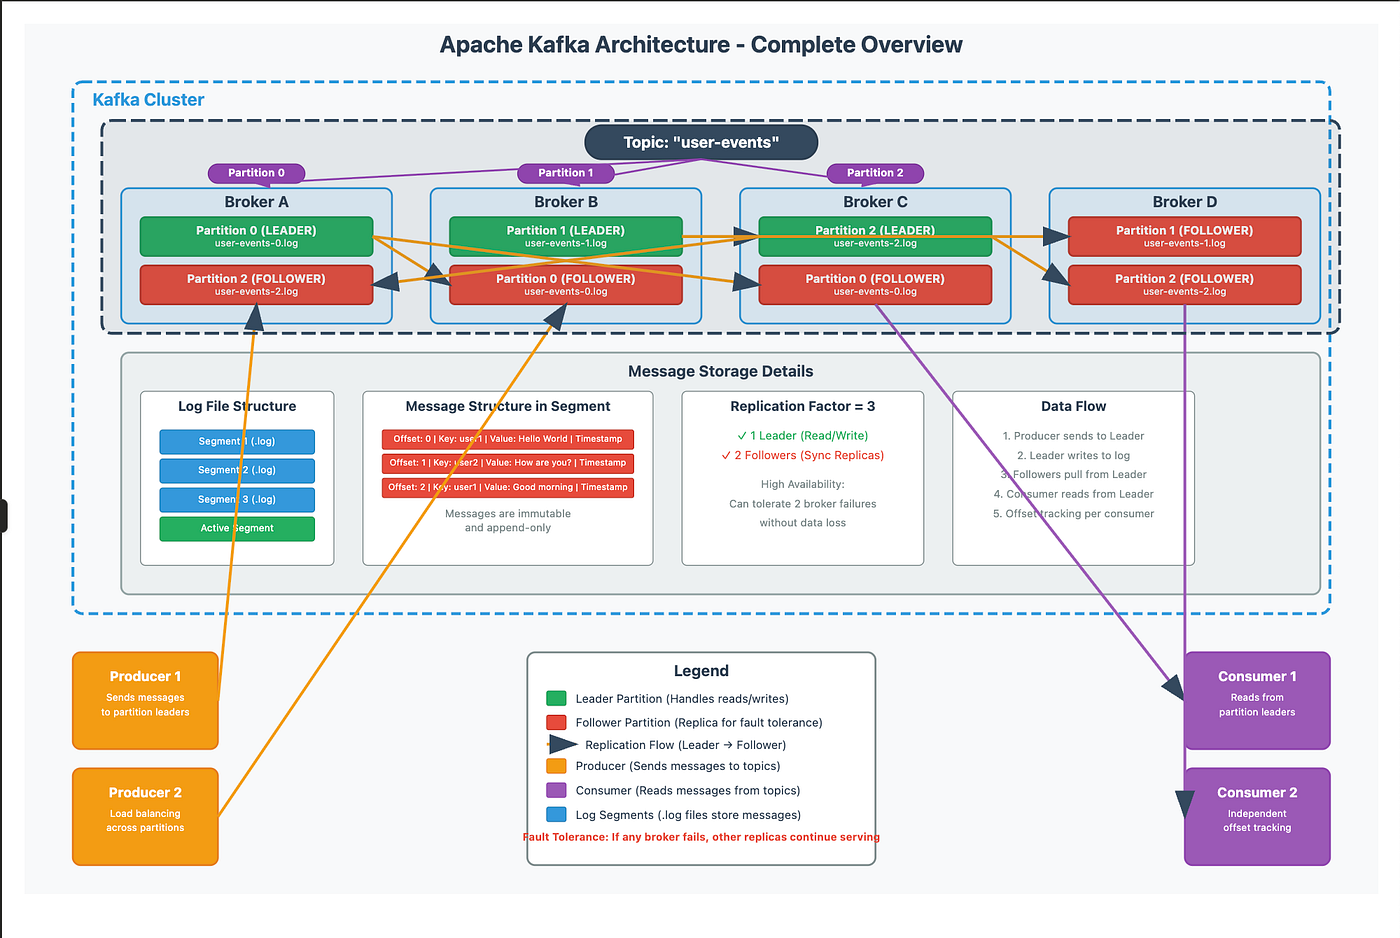 Apache Kafka Architecture - Complete Overview
Kafka Cluster
Topic: "user-events"
Partition 0
Partition 1
Partition 2
Broker A
Partition 0 (LEADER)
user-events-0.log
Partition 2 (FOLLOWER)
user-events-2.log
Broker B
Partition 1 (LEADER)
user-events-1.log
Partition 0 (FOLLOWER)
user-events-0.log
Broker C
Partition 2 (LEADER)
user-events-2.log
Partition 0 (FOLLOWER)
user-events-0.log
Broker D
Partition 1 (FOLLOWER)
user-events-1.log
Partition 2 (FOLLOWER)
user-events-2.log
Message Storage Details
Log File Structure
Segment 1 (.log)
Segment 2 (.log)
Segment 3 (.log)
Active Segment
Message Structure in Segment
Offset: 0 | Key: user1 | Value: Hello World | Timestamp
Offset: 1 | Key: user2 | Value: How are you? | Timestamp
Offset: 2 | Key: user1 | Value: Good morning | Timestamp
Messages are immutable
and append-only
Replication Factor = 3
✓ 1 Leader (Read/Write)
✓ 2 Followers (Sync Replicas)
High Availability:
Can tolerate 2 broker failures
without data loss
Data Flow
1. Producer sends to Leader
2. Leader writes to log
3. Followers pull from Leader
4. Consumer reads from Leader
5. Offset tracking per consumer
Producer 1
Sends messages
to partition leaders
Producer 2
Load balancing
across partitions
Legend
Leader Partition (Handles reads/writes)
Follower Partition (Replica for fault tolerance)
Replication Flow (Leader → Follower)
Producer (Sends messages to topics)
Consumer (Reads messages from topics)
Log Segments (.log files store messages)
Fault Tolerance: If any broker fails, other replicas continue serving
Consumer 1
Reads from
partition leaders
Consumer 2
Independent
offset tracking